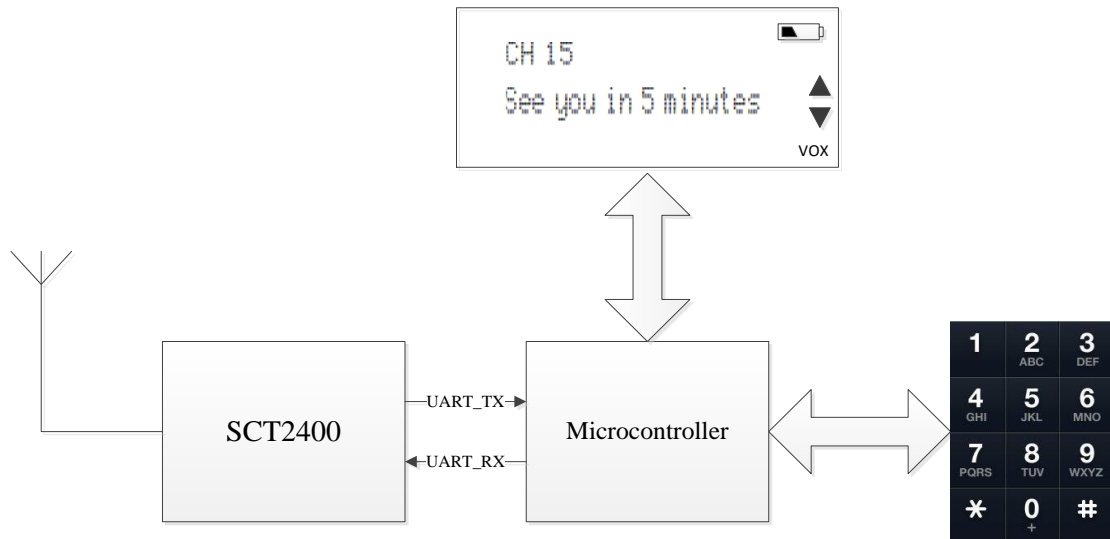 CH 15
See you in 5 minutes
VOX
SCT2400
UART_TX
UART_RX
Microcontroller
1 2 3
ABC DEF
4 5 6
GHI JKL MNO
7 8 9
PQRS TUV WXYZ
* 0 #
+